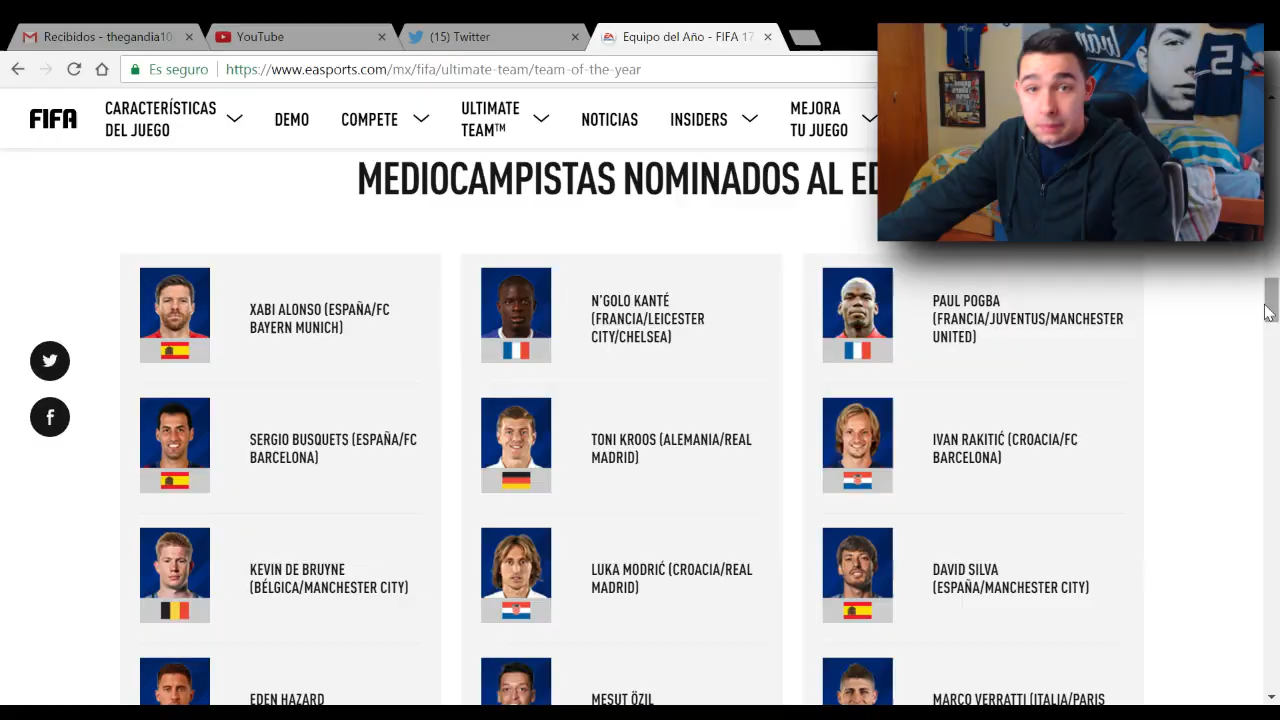 Recibidos - thegandia10
YouTube
(15) Twitter
Equipo del Año - FIFA 17
Es seguro
https://www.easports.com/mx/fifa/ultimate-team/team-of-the-year
FIFA
CARACTERÍSTICAS
DEL JUEGO
DEMO
COMPETE
ULTIMATE
TEAM™
NOTICIAS
INSIDERS
MEJORA
TU JUEGO
2
MEDIOCAMPISTAS NOMINADOS AL
XABI ALONSO (ESPAÑA/FC
BAYERN MUNICH)
N'GOLO KANTÉ
(FRANCIA/LEICESTER
CITY/CHELSEA)
PAUL POGBA
(FRANCIA/JUVENTUS/MANCHESTER
UNITED)
SERGIO BUSQUETS (ESPAÑA/FC
BARCELONA)
TONI KROOS (ALEMANIA/REAL
MADRID)
IVAN RAKITIĆ (CROACIA/FC
BARCELONA)
KEVIN DE BRUYNE
(BÉLGICA/MANCHESTER CITY)
LUKA MODRIĆ (CROACIA/REAL
MADRID)
DAVID SILVA
(ESPAÑA/MANCHESTER CITY)
EDEN HAZARD
MESUT ÖZIL
MARCO VERRATTI (ITALIA/PARIS